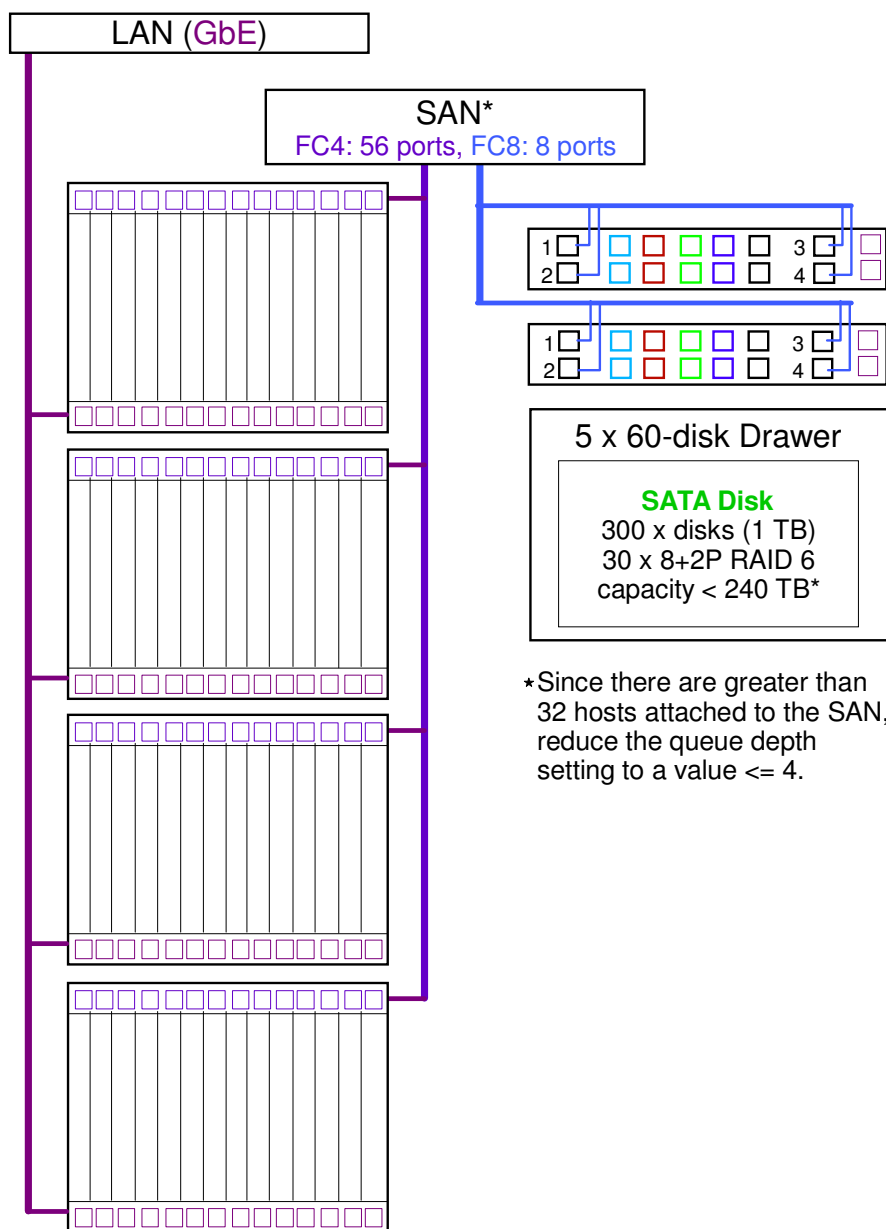 LAN (GbE)
SAN*
FC4: 56 ports, FC8: 8 ports
1 3
2 4
1 3
2 4
5 x 60-disk Drawer
SATA Disk
300 x disks (1 TB)
30 x 8+2P RAID 6
capacity < 240 TB*
*Since there are greater than
32 hosts attached to the SAN,
reduce the queue depth
setting to a value <= 4.